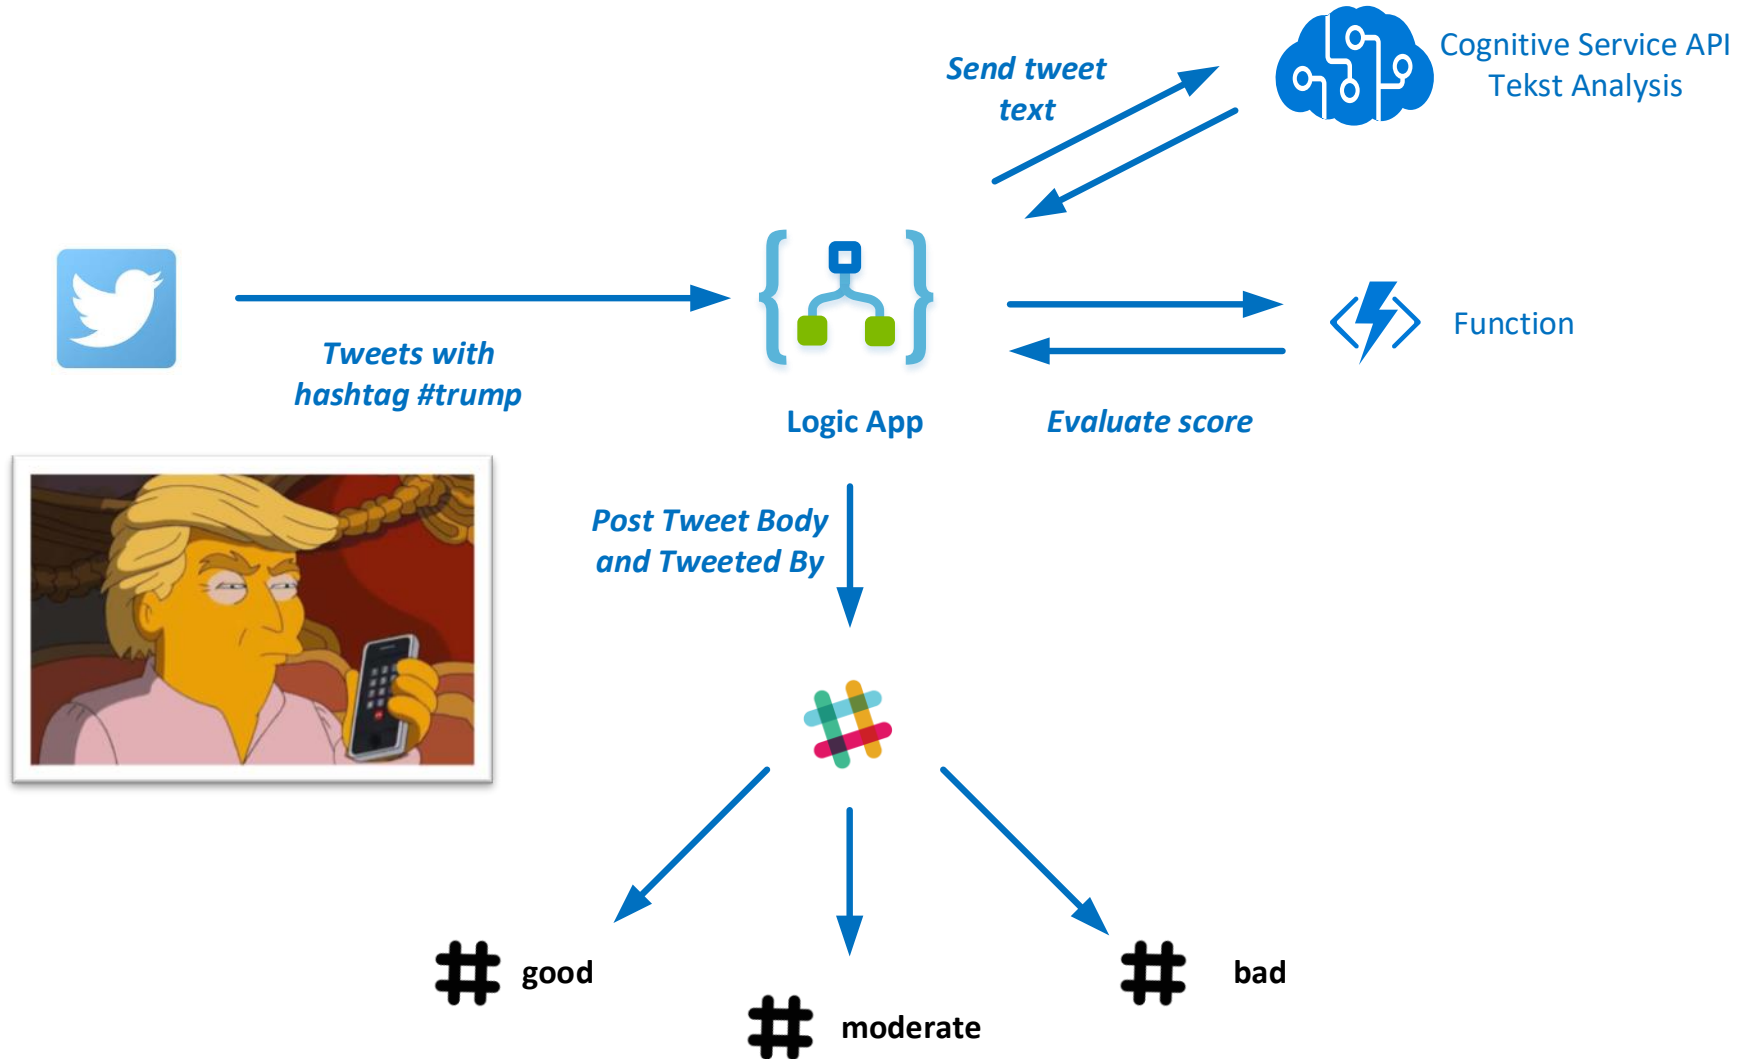 Send tweet
text
Cognitive Service API
Tekst Analysis
Tweets with
hashtag #trump
Logic App
Function
Evaluate score
Post Tweet Body
and Tweeted By
# good
# moderate
# bad